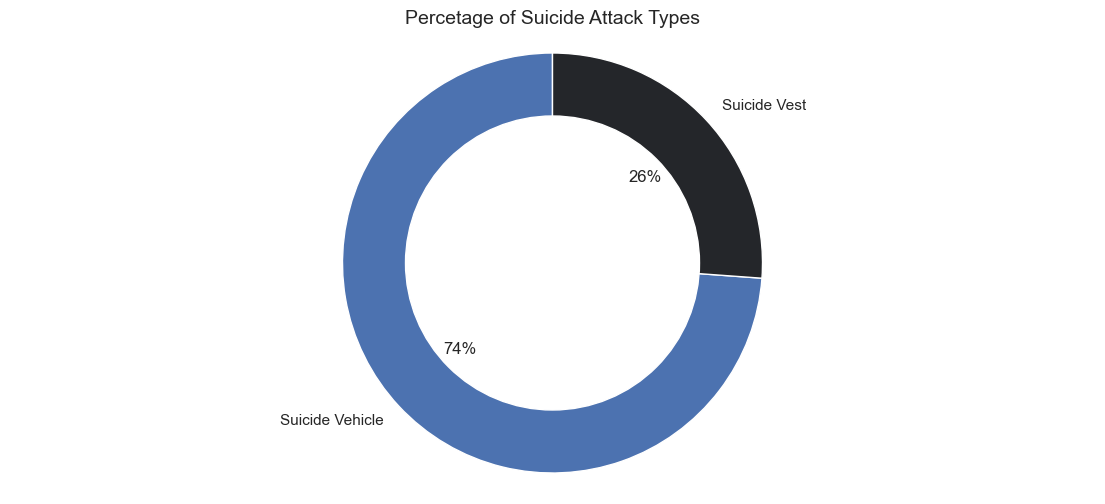 Percetage of Suicide Attack Types
Suicide Vest
26%
74%
Suicide Vehicle